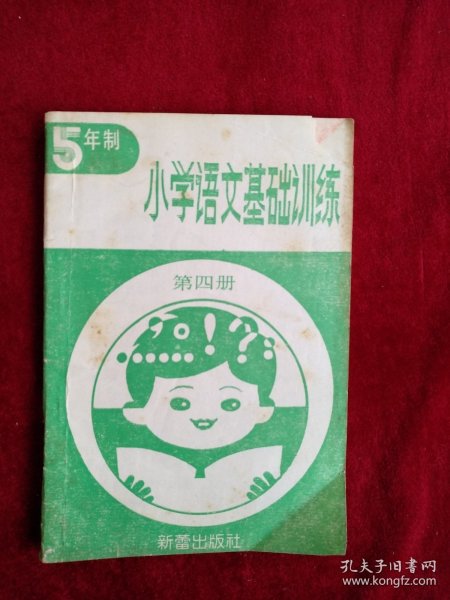 5年制
小学语文基础训练
第四册
，。！？：
……
新蕾出版社
孔夫子旧书网
www.kongfz.com